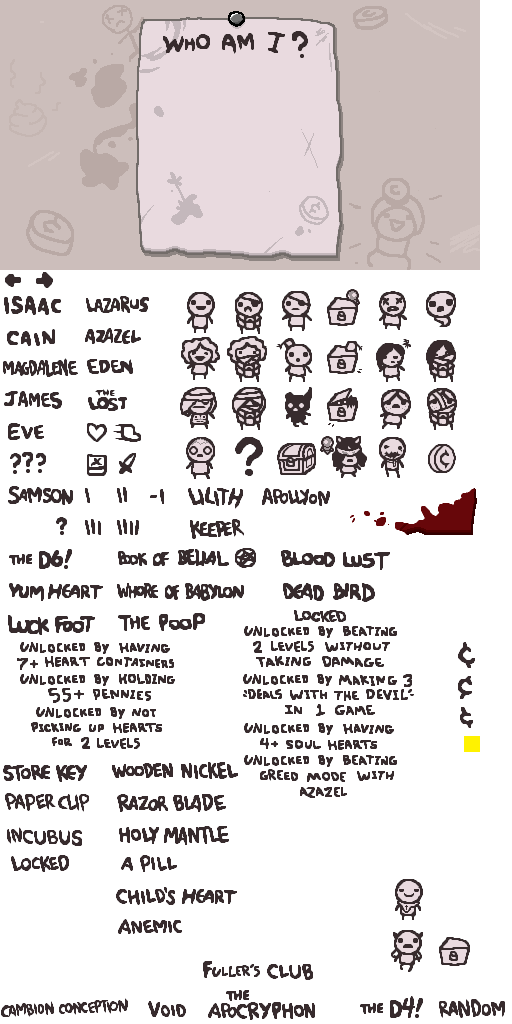 WHO AM I?
ISAAC LAZARUS
CAIN AZAZEL
MAGDALENE EDEN
JAMES THE LOST
EVE
???
SAMSON I II -I LILITH APOLLYON
? III IIII KEEPER
THE D6! BOOK OF BELIAL BLOOD LUST
YUM HEART WHORE OF BABYLON DEAD BIRD
LUCK FOOT THE POOP
LOCKED
UNLOCKED BY HAVING
7+ HEART CONTAINERS
UNLOCKED BY HOLDING
55+ PENNIES
UNLOCKED BY NOT
PICKING UP HEARTS
FOR 2 LEVELS
UNLOCKED BY BEATING
2 LEVELS WITHOUT
TAKING DAMAGE
UNLOCKED BY MAKING 3
"DEALS WITH THE DEVIL"
IN 1 GAME
UNLOCKED BY HAVING
4+ SOUL HEARTS
UNLOCKED BY BEATING
GREED MODE WITH
AZAZEL
STORE KEY WOODEN NICKEL
PAPER CLIP RAZOR BLADE
INCUBUS HOLY MANTLE
LOCKED A PILL
CHILD'S HEART
ANEMIC
FULLER'S CLUB
CAMBION CONCEPTION VOID THE APOCRYPHON THE D4! RANDOM